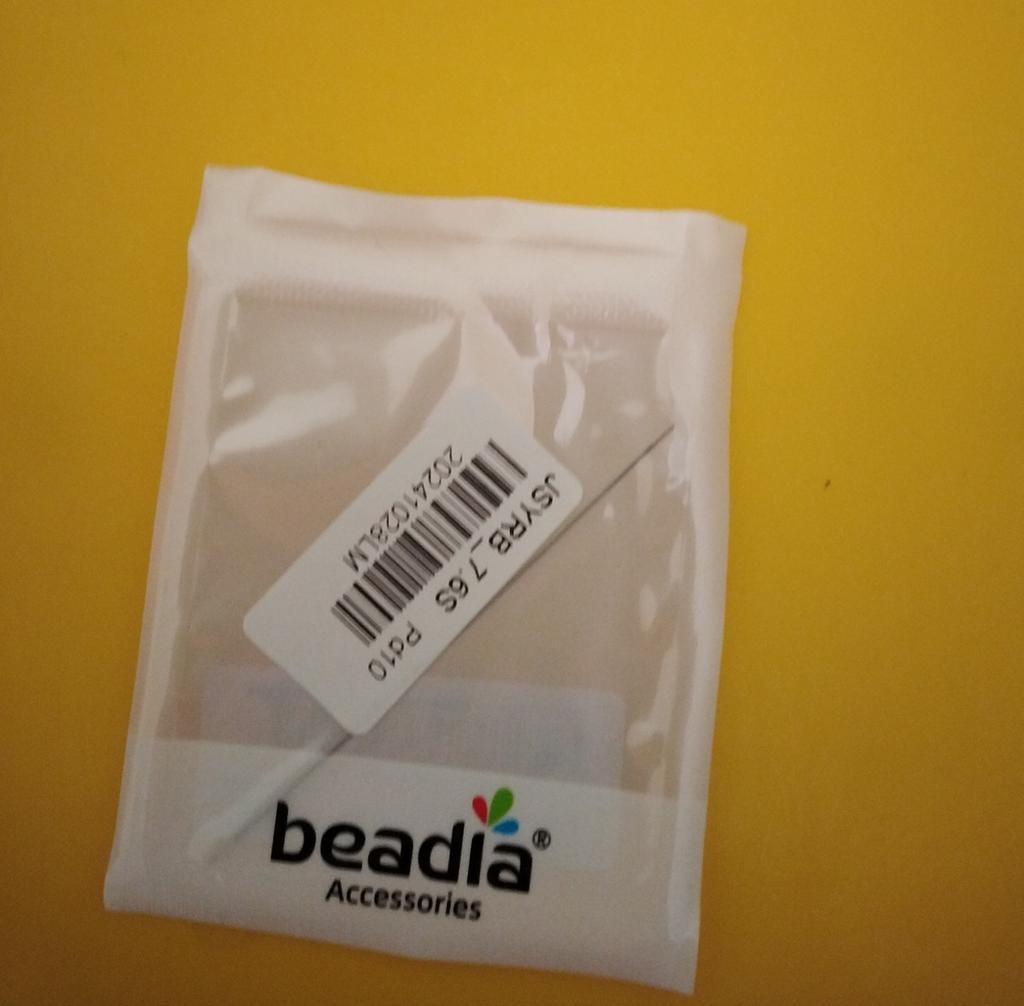 JSYRB_7.6S Pd10
20241028LM
beadia®
Accessories